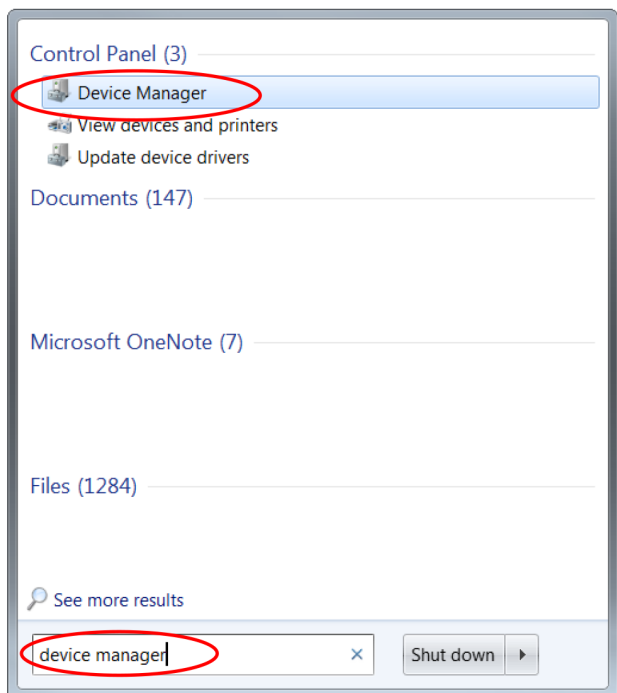 Control Panel (3)
Device Manager
View devices and printers
Update device drivers
Documents (147)
Microsoft OneNote (7)
Files (1284)
See more results
device manager
Shut down